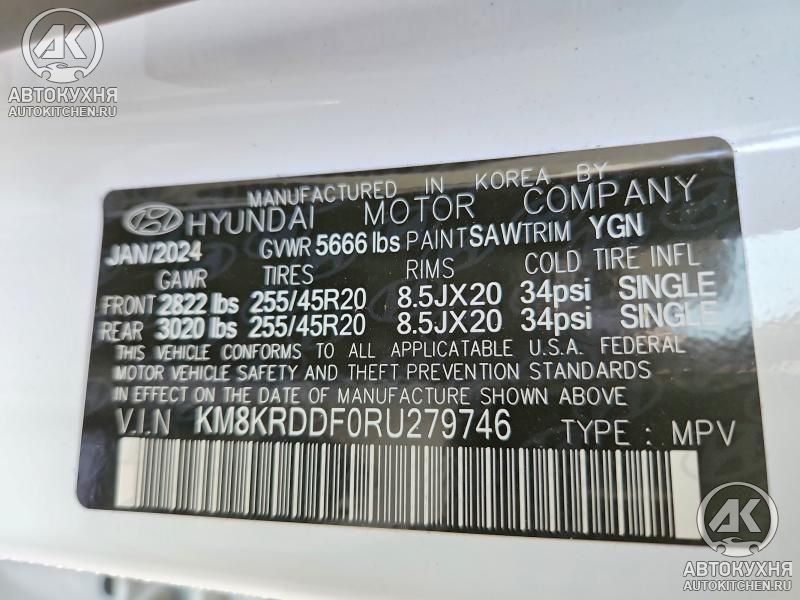 AK
АВТОКУХНЯ
AUTOKITCHEN.RU
MANUFACTURED IN KOREA BY
HYUNDAI MOTOR COMPANY
JAN/2024 GVWR 5666 lbs PAINT SAW TRIM YGN
GAWR TIRES RIMS COLD TIRE INFL
FRONT 2822 lbs 255/45R20 8.5JX20 34psi SINGLE
REAR 3020 lbs 255/45R20 8.5JX20 34psi SINGLE
THIS VEHICLE CONFORMS TO ALL APPLICATABLE U.S.A. FEDERAL
MOTOR VEHICLE SAFETY AND THEFT PREVENTION STANDARDS
IN EFFECT ON THE DATE OF MANUFACTURE SHOWN ABOVE
V.I.N KM8KRDDF0RU279746 TYPE : MPV
AK
АВТОКУХНЯ
AUTOKITCHEN.RU